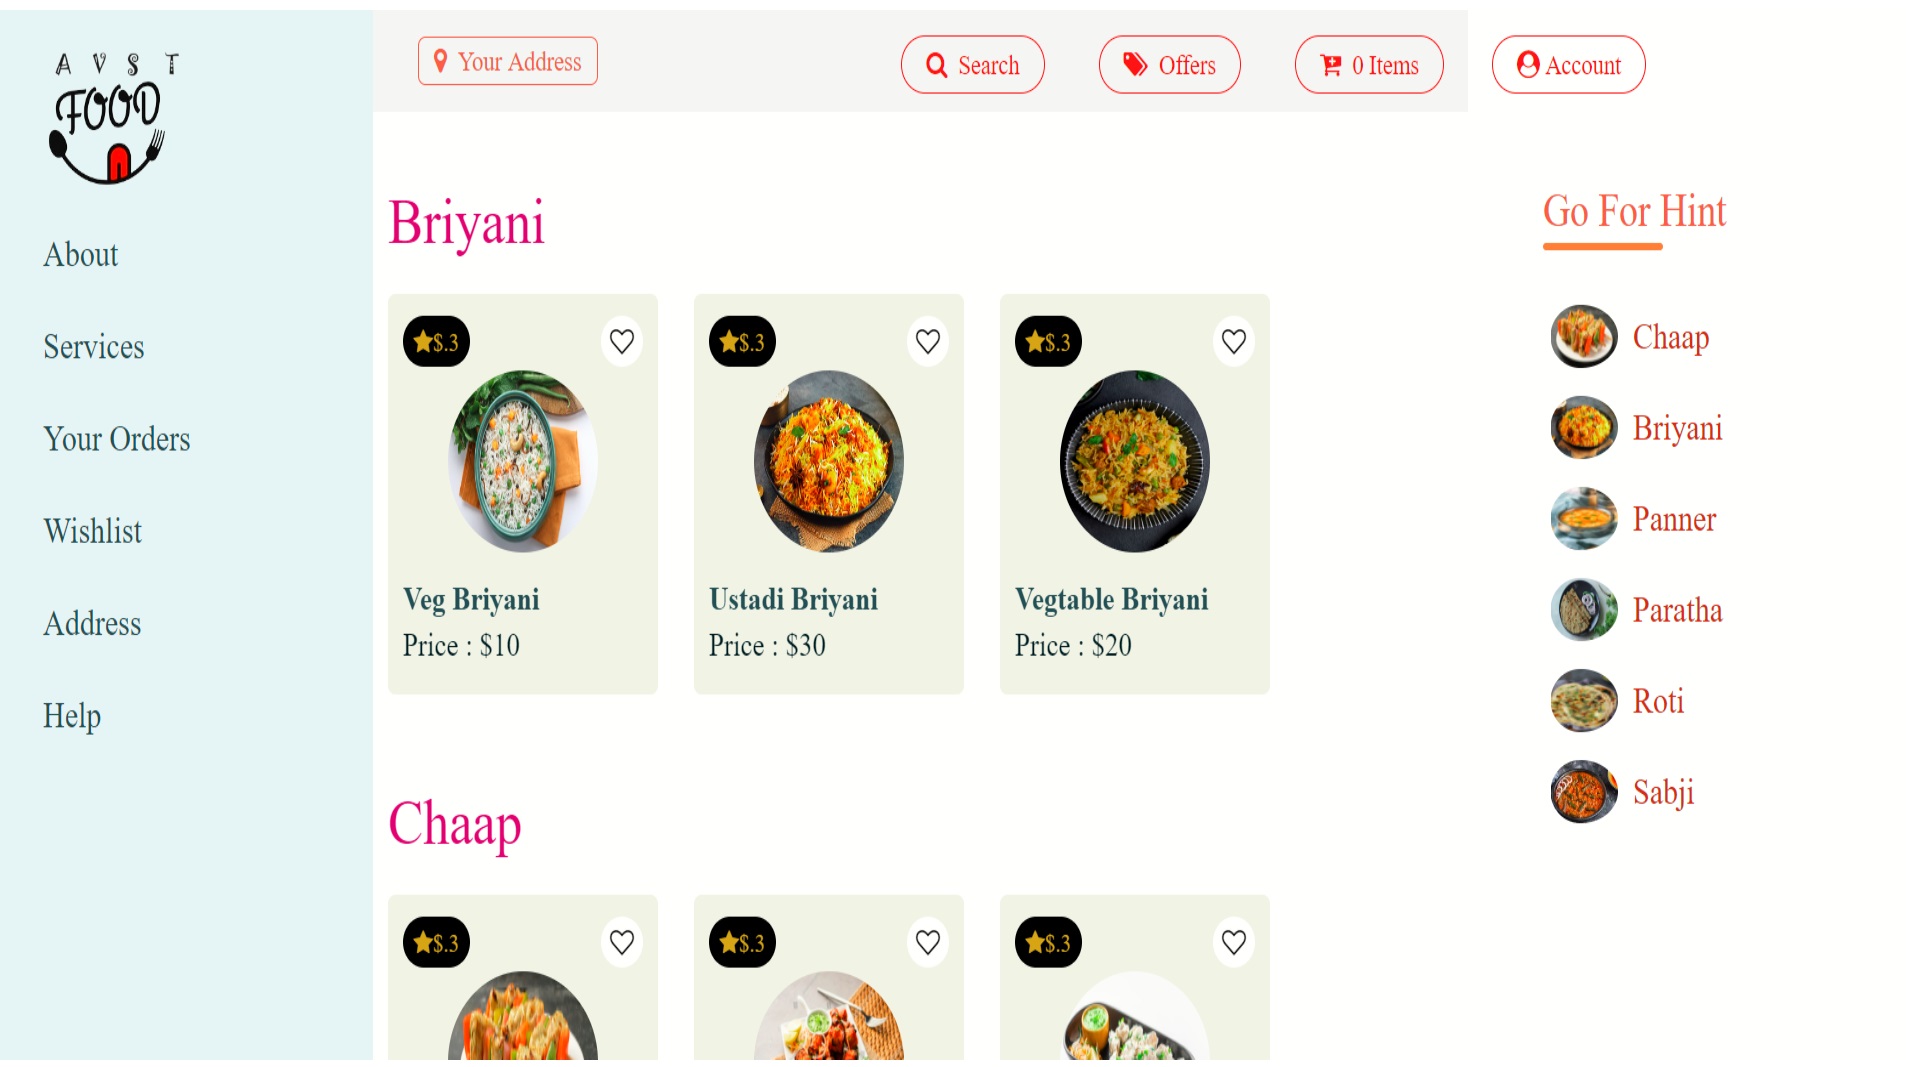 A V S T
FOOD
About
Services
Your Orders
Wishlist
Address
Help
Your Address
Search
Offers
0 Items
Account
Briyani
$.3
$.3
$.3
Veg Briyani
Price : $10
Ustadi Briyani
Price : $30
Vegtable Briyani
Price : $20
Chaap
$.3
$.3
$.3
Go For Hint
Chaap
Briyani
Panner
Paratha
Roti
Sabji